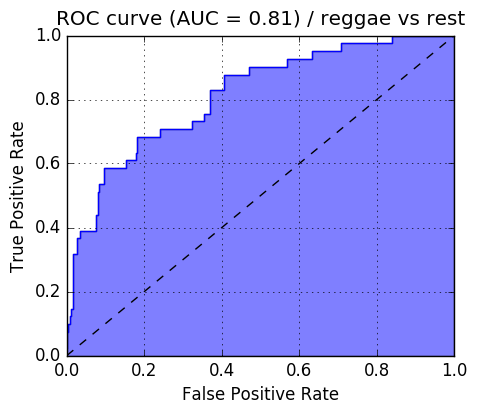 ROC curve (AUC = 0.81) / reggae vs rest
1.0
0.8
0.6
0.4
0.2
0.0
True Positive Rate
0.0 0.2 0.4 0.6 0.8 1.0
False Positive Rate